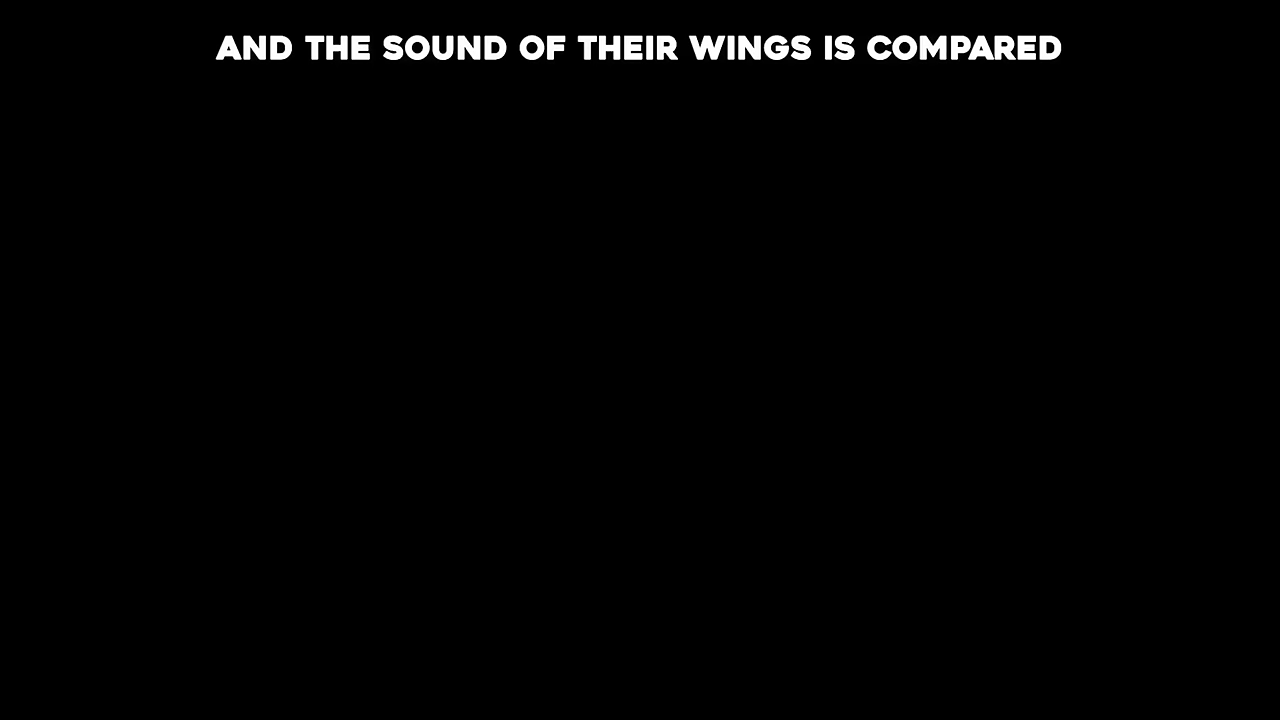 AND THE SOUND OF THEIR WINGS IS COMPARED